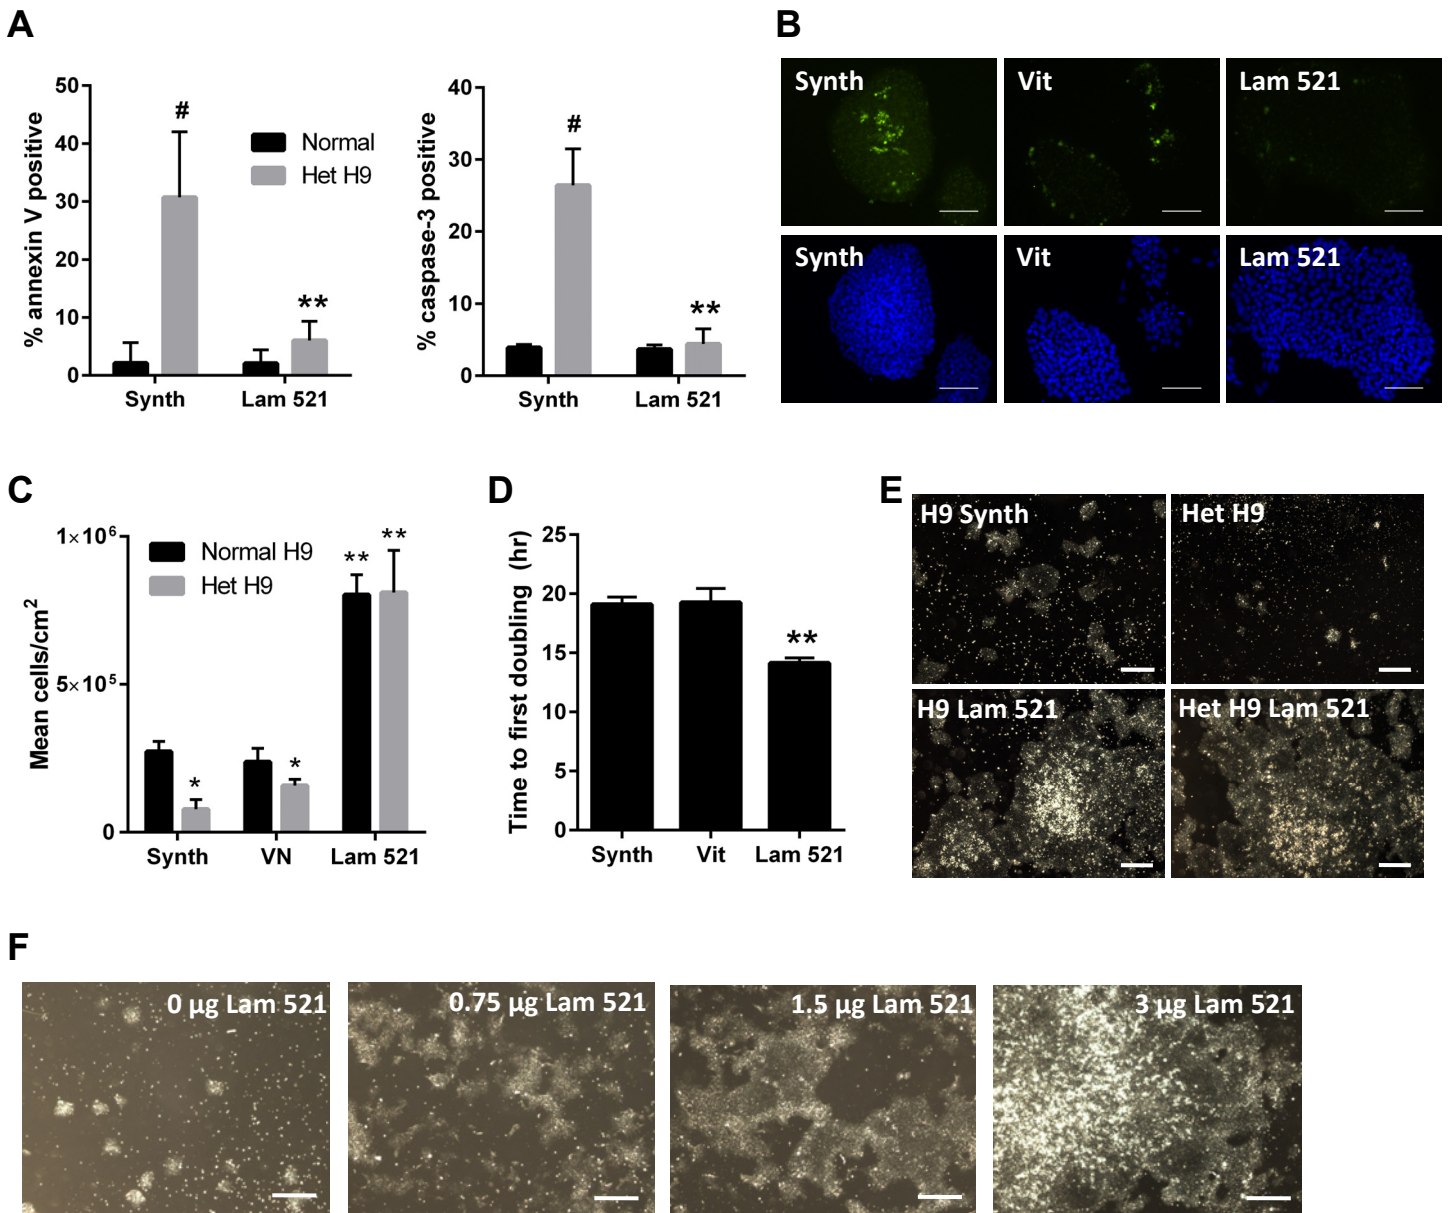 A
50
40
30
20
10
0
% annexin V positive
#
**
Synth
Lam 521
Normal
Het H9
40
30
20
10
0
% caspase-3 positive
#
**
Synth
Lam 521
B
Synth
Vit
Lam 521
Synth
Vit
Lam 521
C
1×10⁶
5×10⁵
0
Mean cells/cm²
Normal H9
Het H9
*
*
**
**
Synth
VN
Lam 521
D
25
20
15
10
5
0
Time to first doubling (hr)
**
Synth
Vit
Lam 521
E
H9 Synth
Het H9
H9 Lam 521
Het H9 Lam 521
F
0 µg Lam 521
0.75 µg Lam 521
1.5 µg Lam 521
3 µg Lam 521